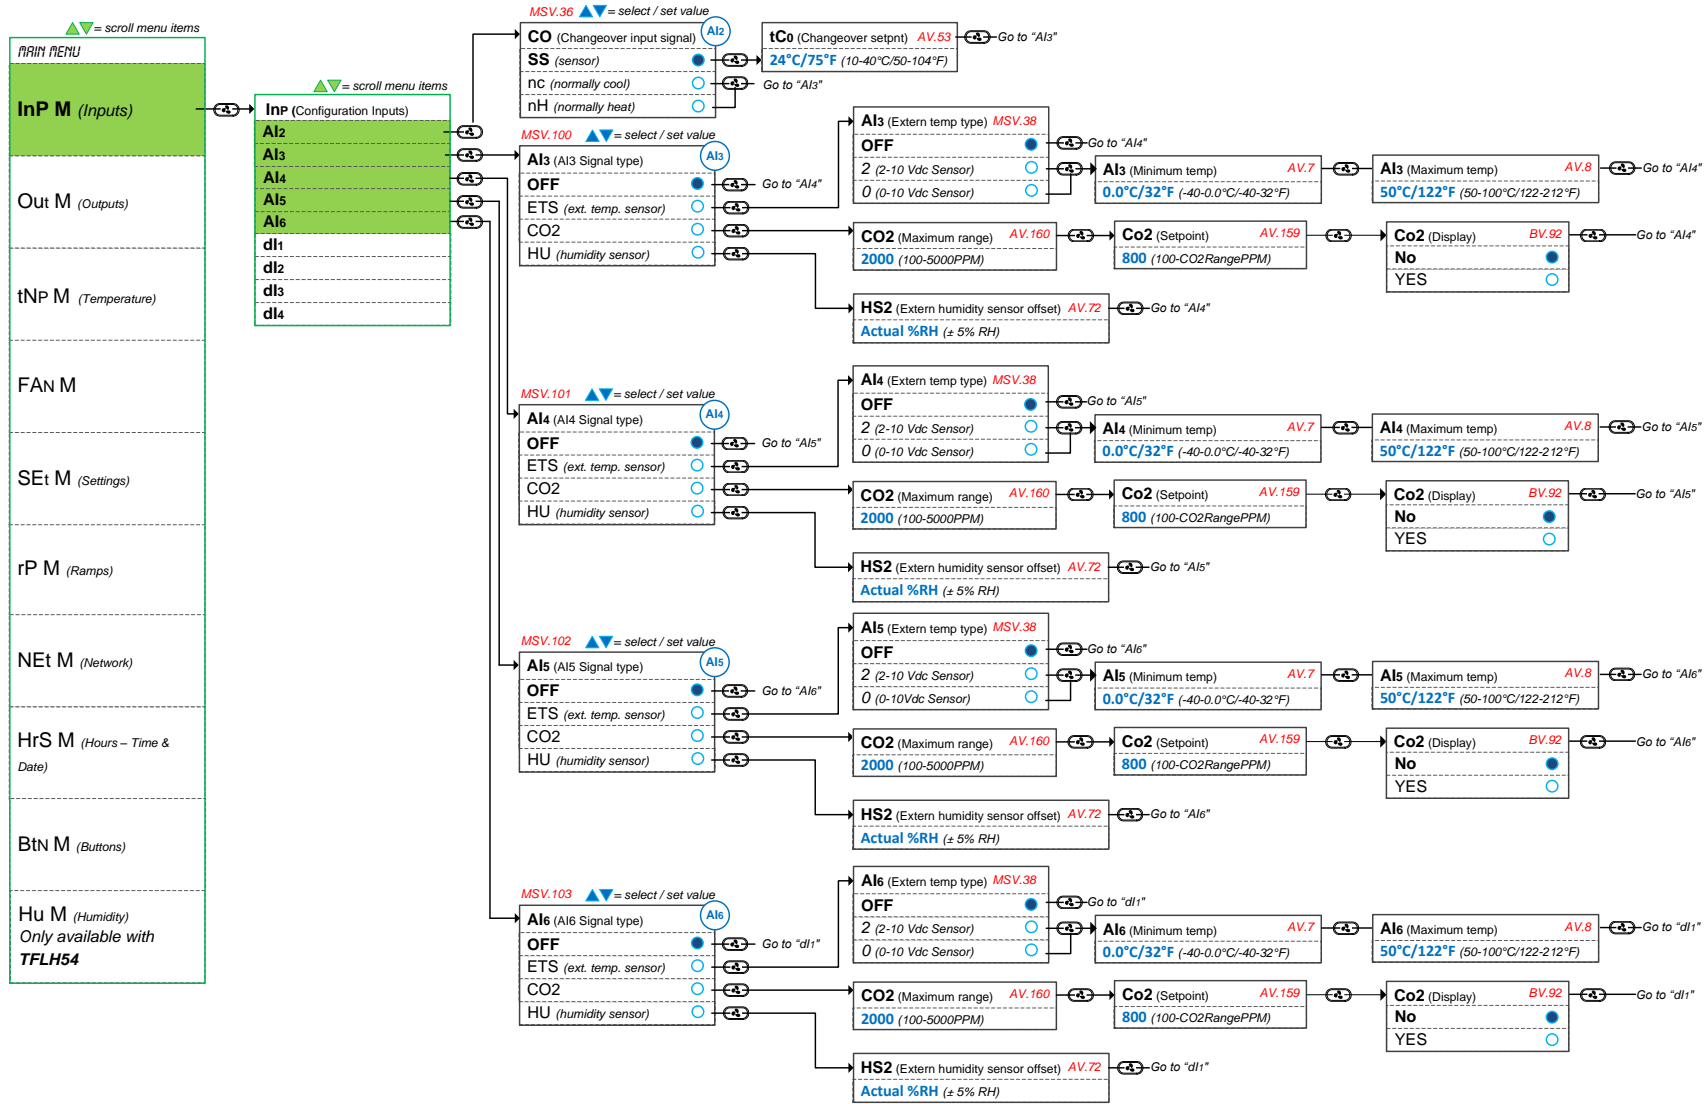 = scroll menu items
MAIN MENU
InP M (Inputs)
Out M (Outputs)
tNP M (Temperature)
FAN M
SEt M (Settings)
rP M (Ramps)
NEt M (Network)
HrS M (Hours – Time &
Date)
BtN M (Buttons)
Hu M (Humidity)
Only available with
TFLH54
= scroll menu items
InP (Configuration Inputs)
AI2
AI3
AI4
AI5
AI6
dI1
dI2
dI3
dI4
MSV.36 = select / set value
CO (Changeover input signal) AI2
SS (sensor)
nc (normally cool)
nH (normally heat)
tC0 (Changeover setpnt) AV.53
24°C/75°F (10-40°C/50-104°F)
Go to “AI3”
Go to “AI3”
MSV.100 = select / set value
AI3 (AI3 Signal type) AI3
OFF
ETS (ext. temp. sensor)
CO2
HU (humidity sensor)
Go to “AI4”
AI3 (Extern temp type) MSV.38
OFF
2 (2-10 Vdc Sensor)
0 (0-10 Vdc Sensor)
Go to “AI4”
AI3 (Minimum temp) AV.7
0.0°C/32°F (-40-0.0°C/-40-32°F)
AI3 (Maximum temp) AV.8
50°C/122°F (50-100°C/122-212°F)
Go to “AI4”
CO2 (Maximum range) AV.160
2000 (100-5000PPM)
Co2 (Setpoint) AV.159
800 (100-CO2RangePPM)
Co2 (Display) BV.92
No
YES
Go to “AI4”
HS2 (Extern humidity sensor offset) AV.72
Actual %RH (± 5% RH)
Go to “AI4”
MSV.101 = select / set value
AI4 (AI4 Signal type) AI4
OFF
ETS (ext. temp. sensor)
CO2
HU (humidity sensor)
Go to “AI5”
AI4 (Extern temp type) MSV.38
OFF
2 (2-10 Vdc Sensor)
0 (0-10 Vdc Sensor)
Go to “AI5”
AI4 (Minimum temp) AV.7
0.0°C/32°F (-40-0.0°C/-40-32°F)
AI4 (Maximum temp) AV.8
50°C/122°F (50-100°C/122-212°F)
Go to “AI5”
CO2 (Maximum range) AV.160
2000 (100-5000PPM)
Co2 (Setpoint) AV.159
800 (100-CO2RangePPM)
Co2 (Display) BV.92
No
YES
Go to “AI5”
HS2 (Extern humidity sensor offset) AV.72
Actual %RH (± 5% RH)
Go to “AI5”
MSV.102 = select / set value
AI5 (AI5 Signal type) AI5
OFF
ETS (ext. temp. sensor)
CO2
HU (humidity sensor)
Go to “AI6”
AI5 (Extern temp type) MSV.38
OFF
2 (2-10 Vdc Sensor)
0 (0-10Vdc Sensor)
Go to “AI6”
AI5 (Minimum temp) AV.7
0.0°C/32°F (-40-0.0°C/-40-32°F)
AI5 (Maximum temp) AV.8
50°C/122°F (50-100°C/122-212°F)
Go to “AI6”
CO2 (Maximum range) AV.160
2000 (100-5000PPM)
Co2 (Setpoint) AV.159
800 (100-CO2RangePPM)
Co2 (Display) BV.92
No
YES
Go to “AI6”
HS2 (Extern humidity sensor offset) AV.72
Actual %RH (± 5% RH)
Go to “AI6”
MSV.103 = select / set value
AI6 (AI6 Signal type) AI6
OFF
ETS (ext. temp. sensor)
CO2
HU (humidity sensor)
Go to “dI1”
AI6 (Extern temp type) MSV.38
OFF
2 (2-10 Vdc Sensor)
0 (0-10 Vdc Sensor)
Go to “dI1”
AI6 (Minimum temp) AV.7
0.0°C/32°F (-40-0.0°C/-40-32°F)
AI6 (Maximum temp) AV.8
50°C/122°F (50-100°C/122-212°F)
Go to “dI1”
CO2 (Maximum range) AV.160
2000 (100-5000PPM)
Co2 (Setpoint) AV.159
800 (100-CO2RangePPM)
Co2 (Display) BV.92
No
YES
Go to “dI1”
HS2 (Extern humidity sensor offset) AV.72
Actual %RH (± 5% RH)
Go to “dI1”